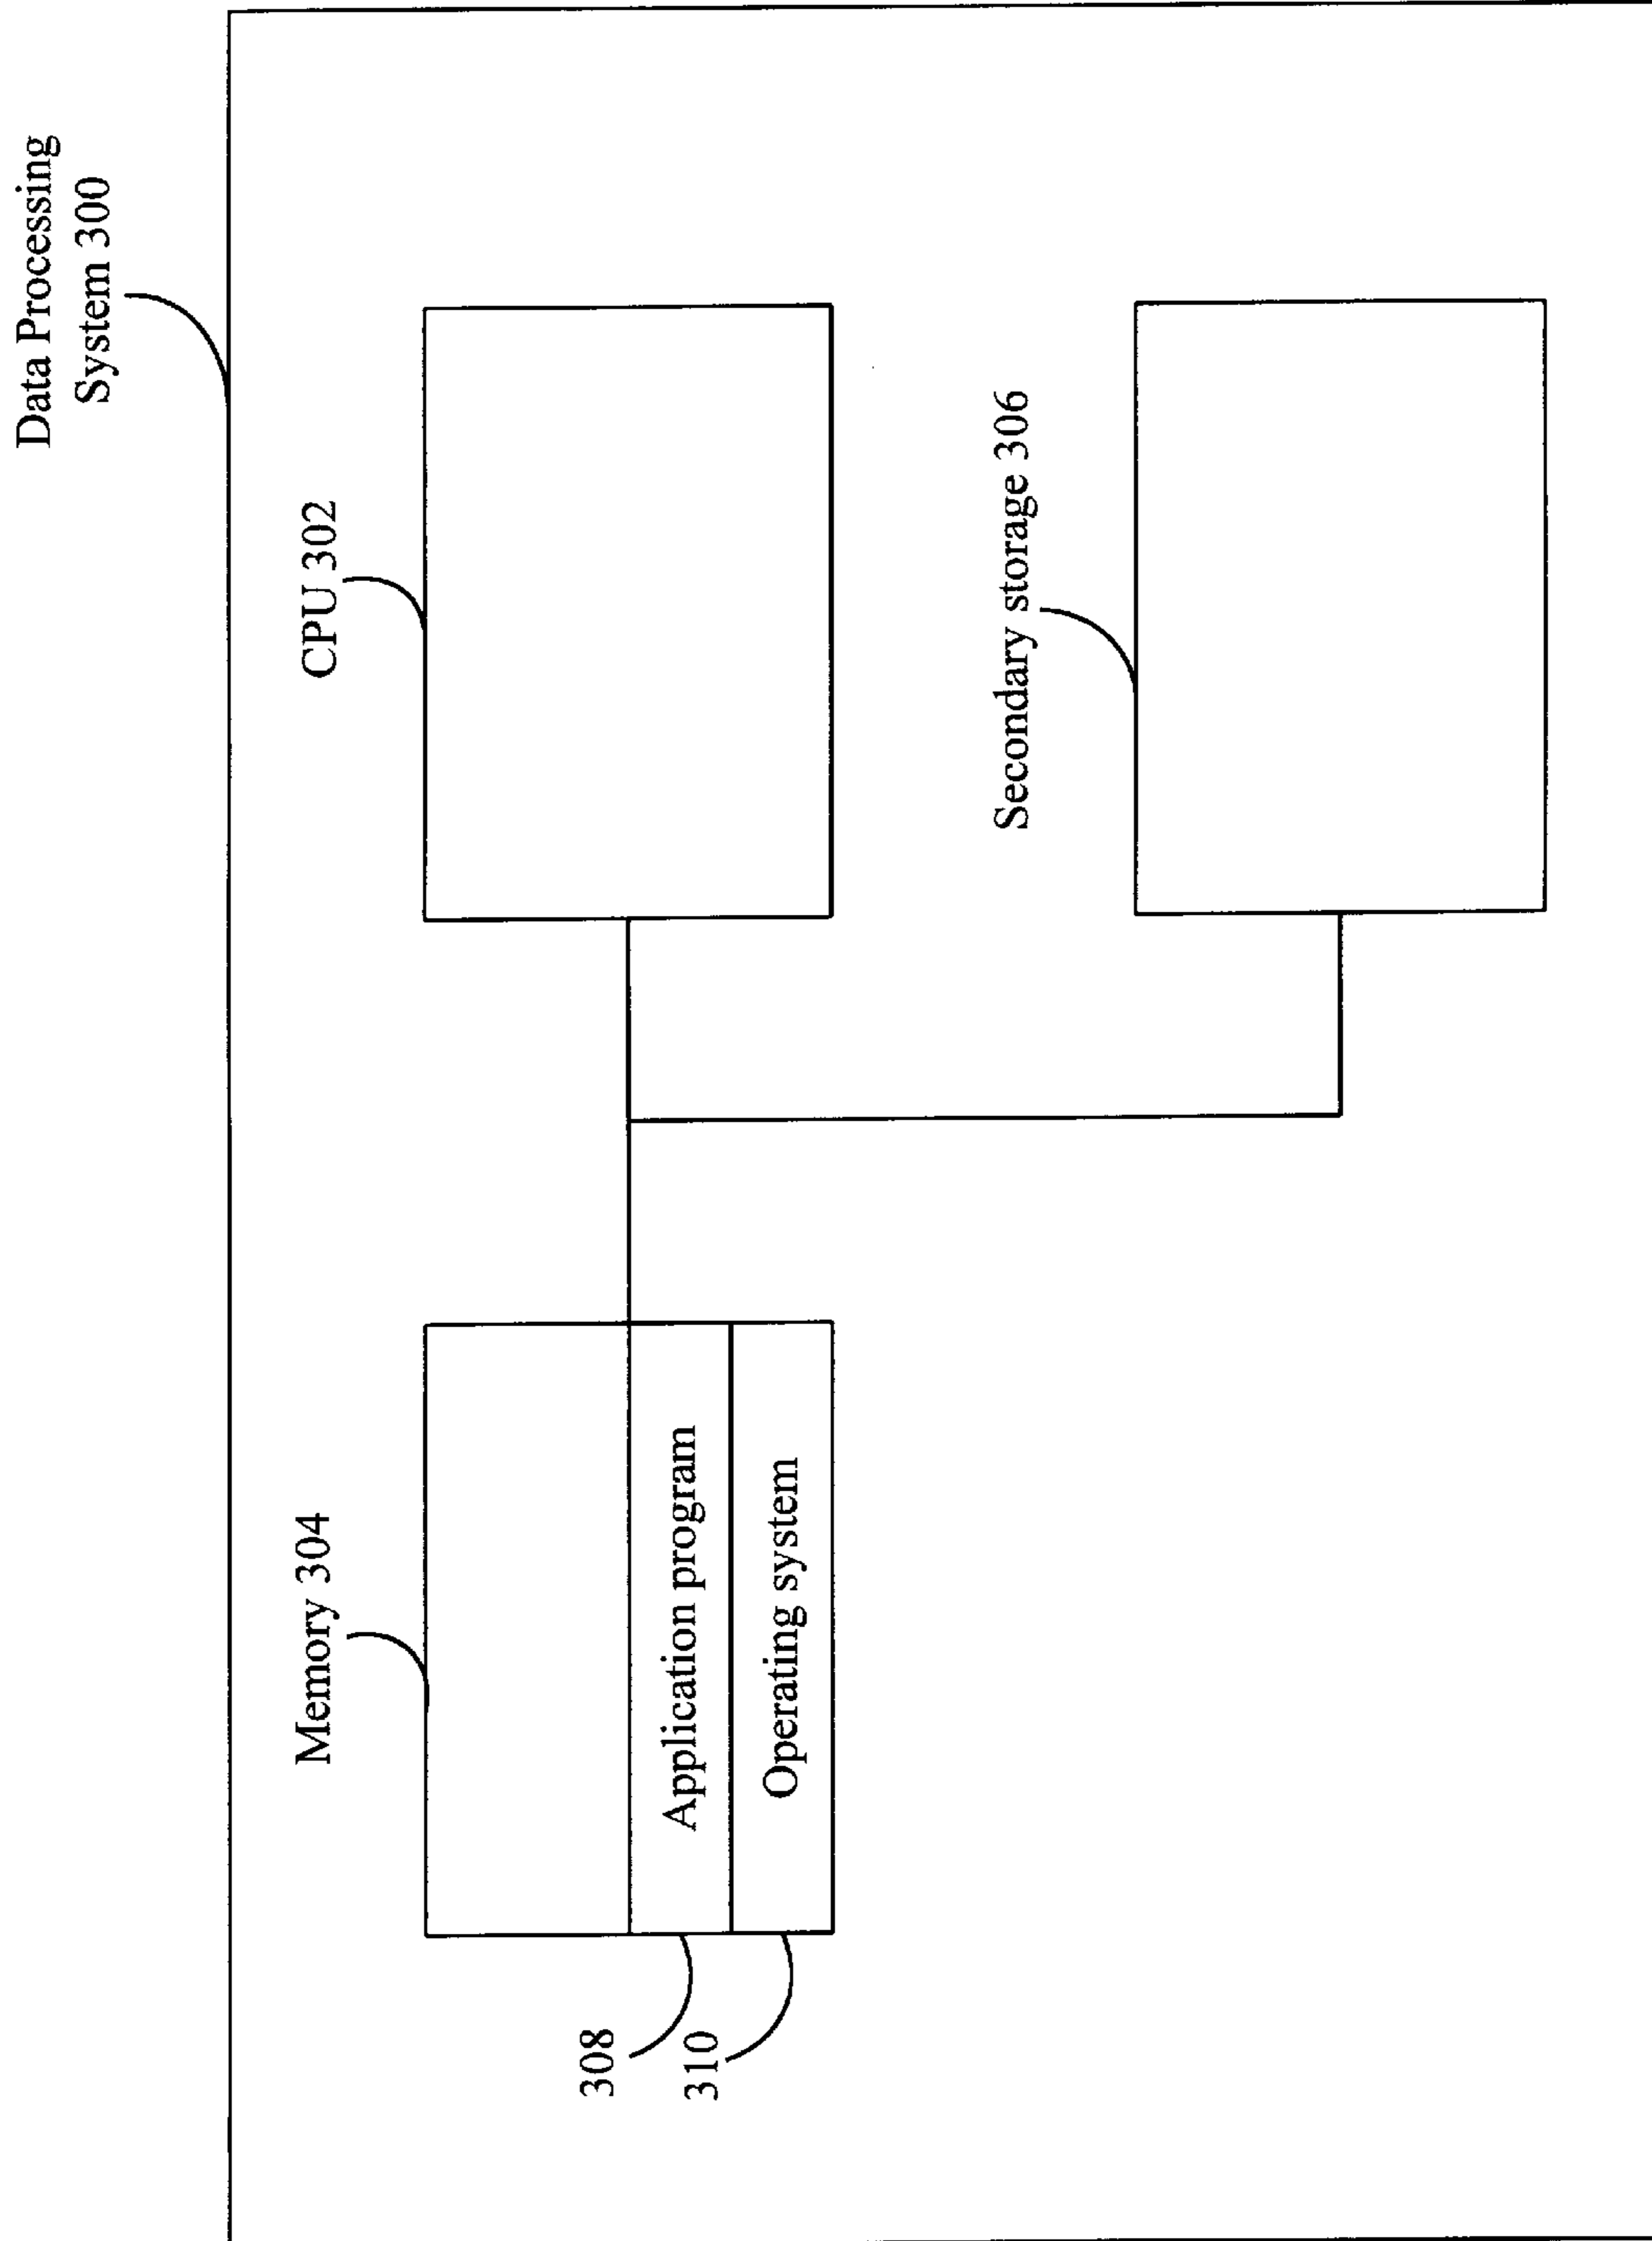 Data Processing
System 300
Memory 304
CPU 302
308
Application program
310
Operating system
Secondary storage 306